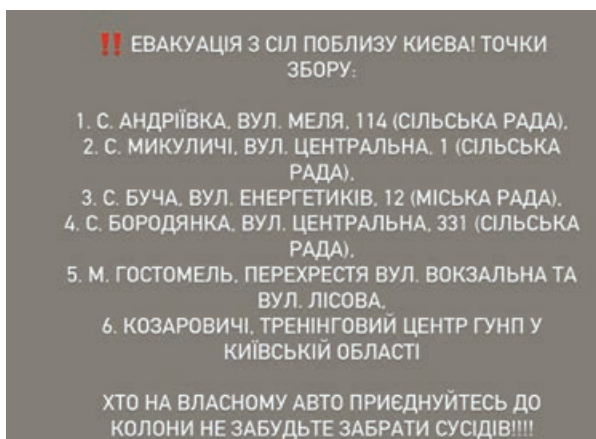 ‼️ ЕВАКУАЦІЯ З СІЛ ПОБЛИЗУ КИЄВА! ТОЧКИ
ЗБОРУ:
1. С. АНДРІЇВКА, ВУЛ. МЕЛЯ, 114 (СІЛЬСЬКА РАДА),
2. С. МИКУЛИЧІ, ВУЛ. ЦЕНТРАЛЬНА, 1 (СІЛЬСЬКА
РАДА),
3. С. БУЧА, ВУЛ. ЕНЕРГЕТИКІВ, 12 (МІСЬКА РАДА),
4. С. БОРОДЯНКА, ВУЛ. ЦЕНТРАЛЬНА, 331 (СІЛЬСЬКА
РАДА),
5. М. ГОСТОМЕЛЬ, ПЕРЕХРЕСТЯ ВУЛ. ВОКЗАЛЬНА ТА
ВУЛ. ЛІСОВА,
6. КОЗАРОВИЧІ, ТРЕНІНГОВИЙ ЦЕНТР ГУНП У
КИЇВСЬКІЙ ОБЛАСТІ
ХТО НА ВЛАСНОМУ АВТО ПРИЄДНУЙТЕСЬ ДО
КОЛОНИ НЕ ЗАБУДЬТЕ ЗАБРАТИ СУСІДІВ!!!!